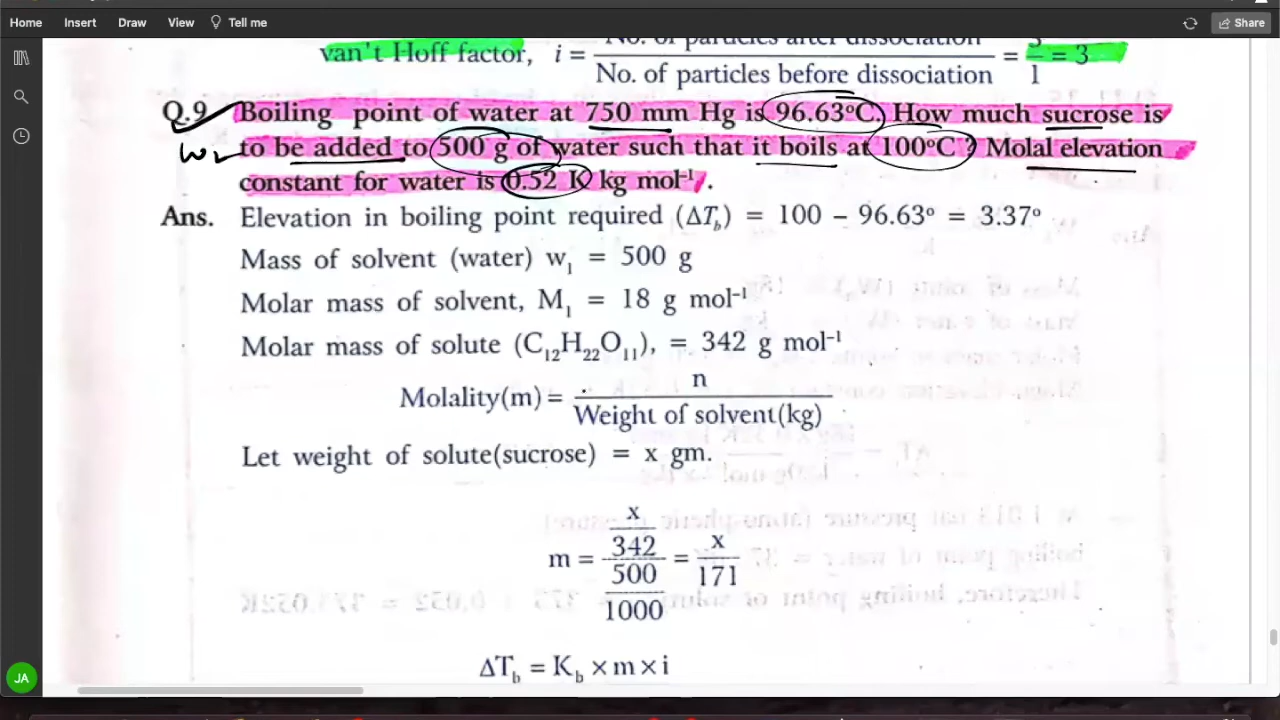 Home Insert Draw View Tell me Share
No. of particles after dissociation 3
van't Hoff factor, i = = = 3
No. of particles before dissociation 1
Q.9 Boiling point of water at 750 mm Hg is 96.63°C. How much sucrose is
to be added to 500 g of water such that it boils at 100°C ? Molal elevation
constant for water is 0.52 K kg mol⁻¹.
Ans. Elevation in boiling point required (ΔT_b) = 100 – 96.63° = 3.37°
Mass of solvent (water) w₁ = 500 g
Molar mass of solvent, M₁ = 18 g mol⁻¹
Molar mass of solute (C₁₂H₂₂O₁₁), = 342 g mol⁻¹
n
Molality(m) =
Weight of solvent(kg)
Let weight of solute(sucrose) = x gm.
x
342 x
m = =
500 171
1000
ΔT_b = K_b × m × i
JA